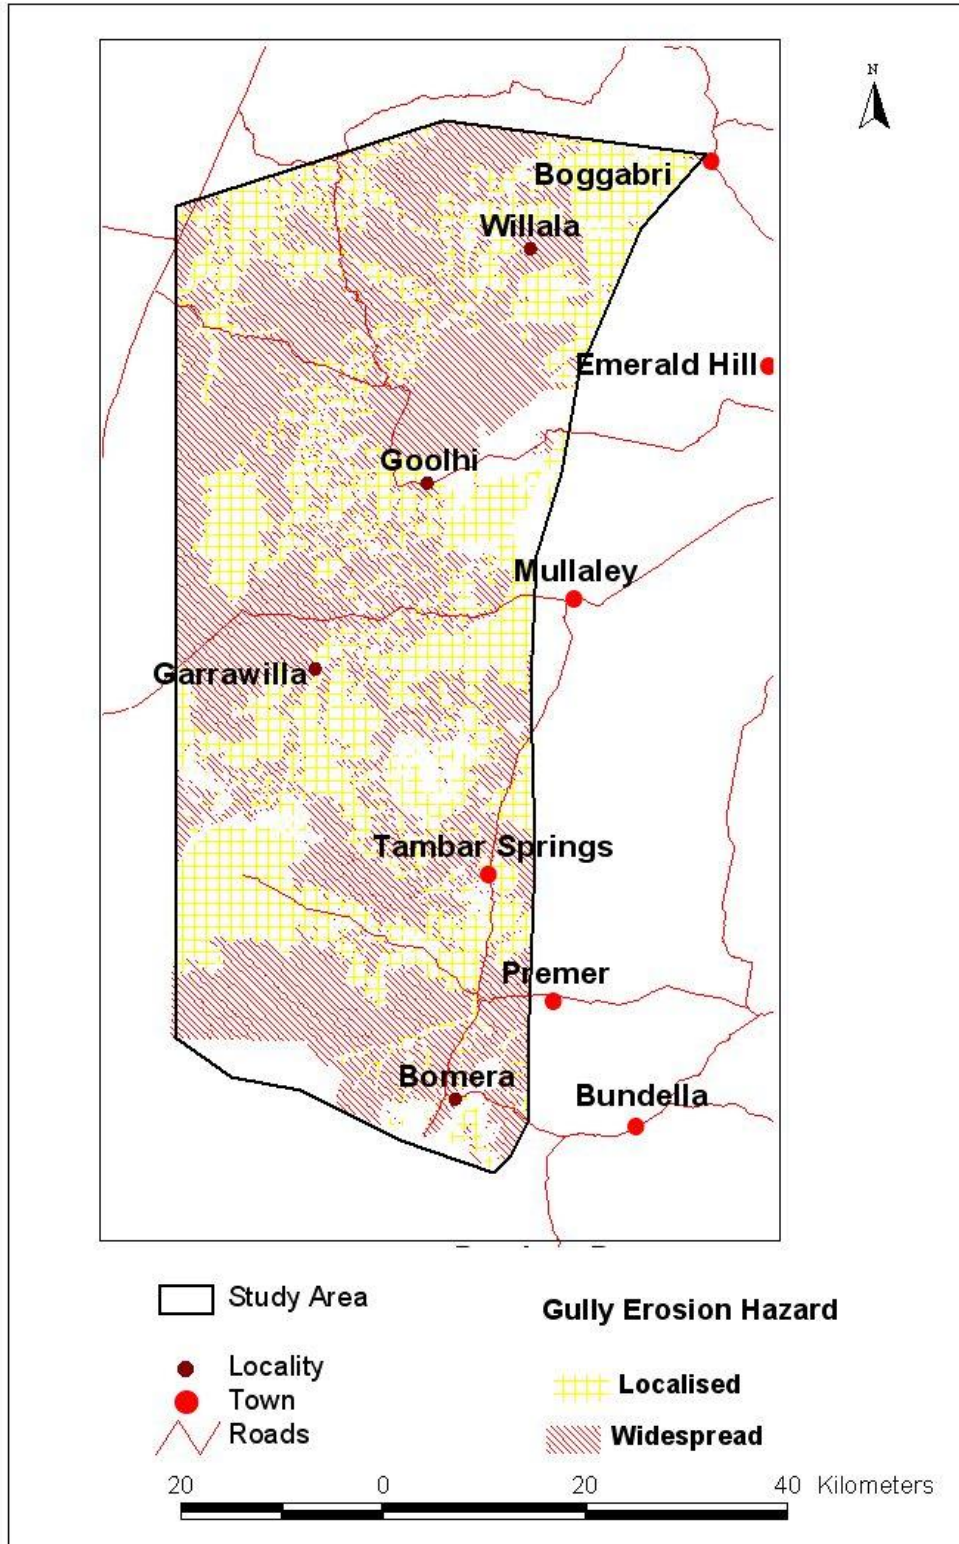 N
Boggabri
Willala
Emerald Hill
Goolhi
Mullaley
Garrawilla
Tambar Springs
Premer
Bomera
Bundella
Study Area
Gully Erosion Hazard
Locality
Localised
Town
Roads
Widespread
20 0 20 40 Kilometers